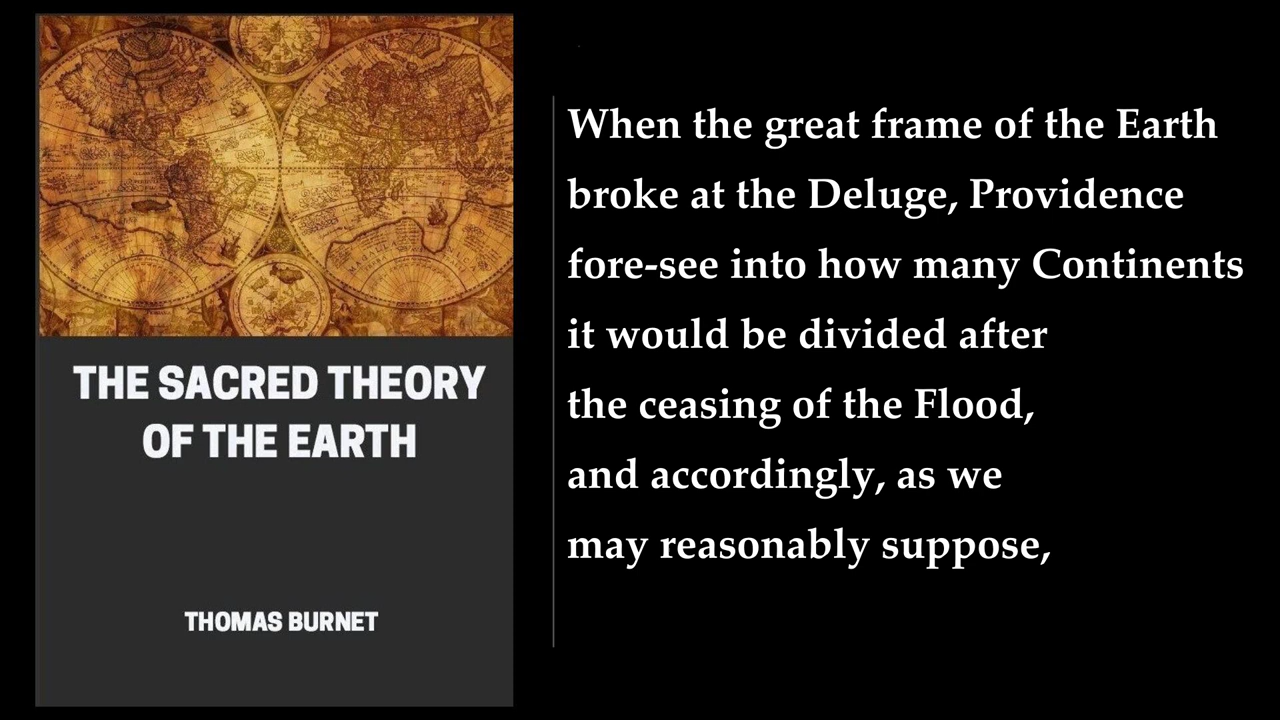 THE SACRED THEORY
OF THE EARTH
THOMAS BURNET
When the great frame of the Earth
broke at the Deluge, Providence
fore-see into how many Continents
it would be divided after
the ceasing of the Flood,
and accordingly, as we
may reasonably suppose,